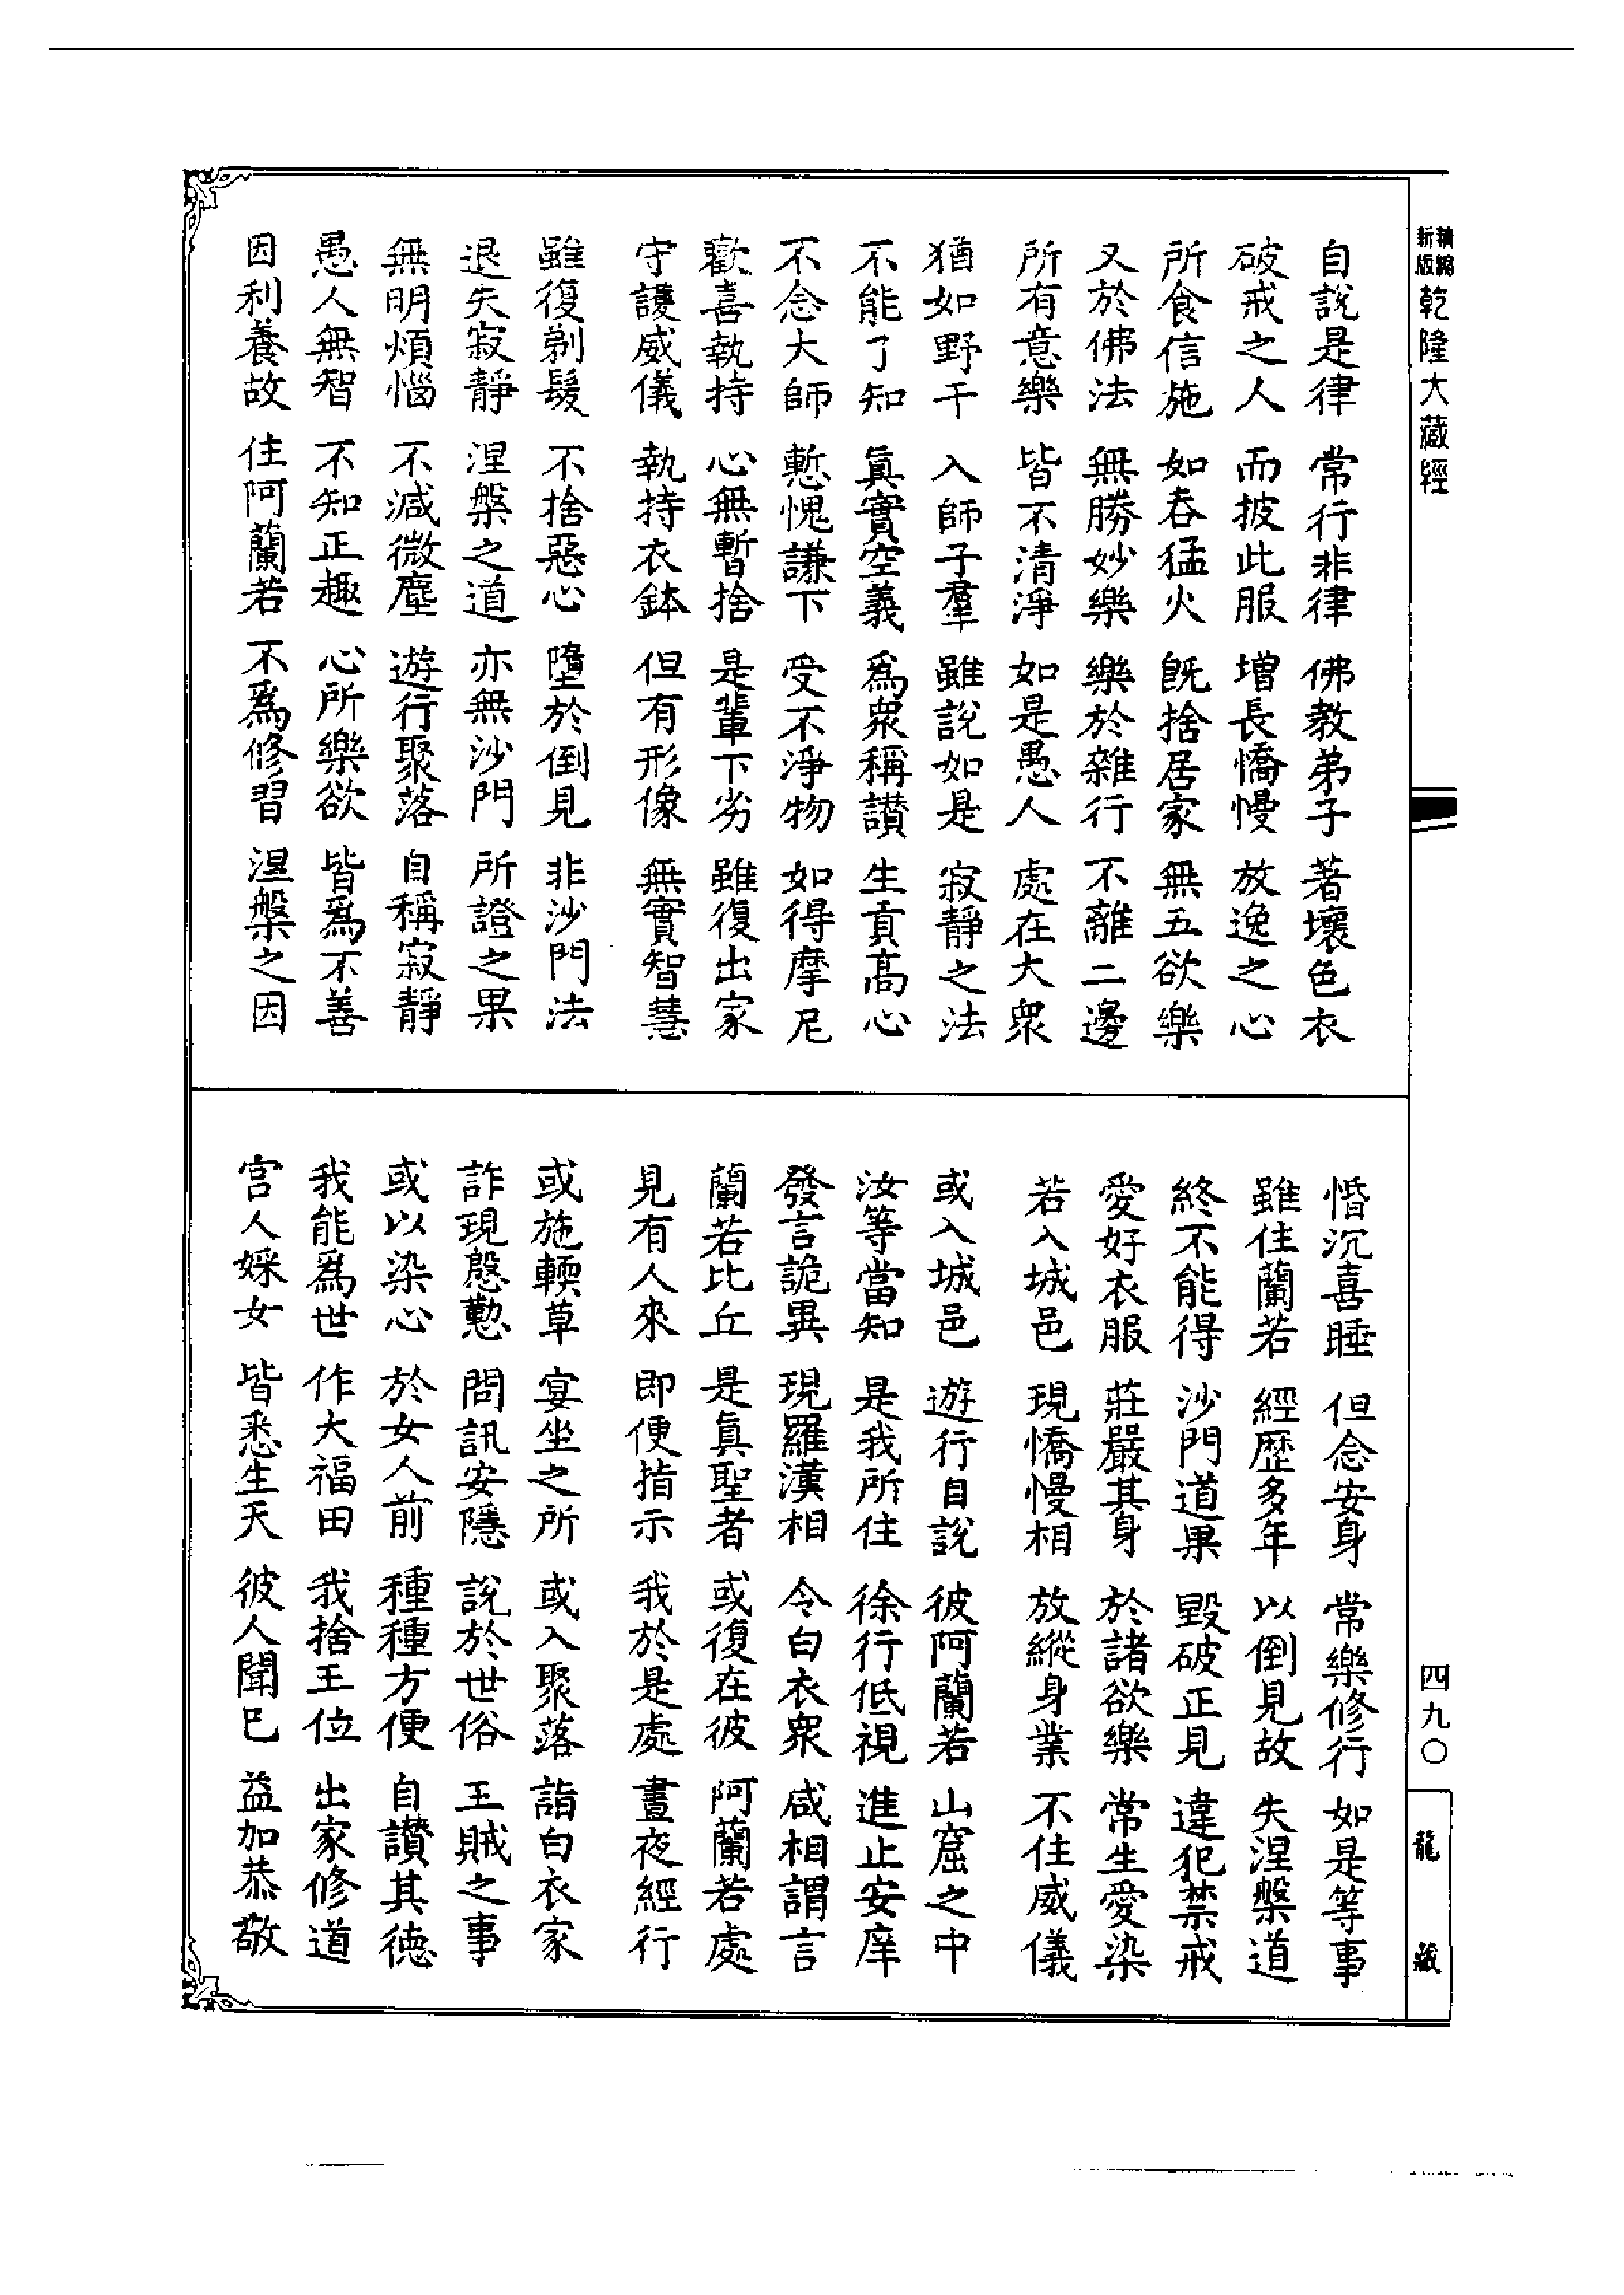 精縮新版乾隆大藏經
自說是律 常行非律 佛教弟子 著壞色衣
破戒之人 而披此服 增長憍慢 放逸之心
所食信施 如吞猛火 既捨居家 無五欲樂
又於佛法 無勝妙樂 樂於雜行 不離二邊
所有意樂 皆不清淨 如是愚人 處在大眾
猶如野干 入師子羣 雖說如是 寂靜之法
不能了知 眞實空義 爲眾稱讚 生貢高心
不念大師 慙愧謙下 受不淨物 如得摩尼
歡喜執持 心無暫捨 是輩下劣 雖復出家
守護威儀 執持衣鉢 但有形像 無實智慧
雖復剃髮 不捨惡心 墮於倒見 非沙門法
退失寂靜 涅槃之道 亦無沙門 所證之果
無明煩惱 不減微塵 遊行聚落 自稱寂靜
愚人無智 不知正趣 心所樂欲 皆爲不善
因利養故 住阿蘭若 不爲修習 涅槃之因
惛沉喜睡 但念安身 常樂修行 如是等事
雖住蘭若 經歷多年 以倒見故 失涅槃道
終不能得 沙門道果 毀破正見 違犯禁戒
愛好衣服 莊嚴其身 於諸欲樂 常生愛染
若入城邑 現憍慢相 放縱身業 不住威儀
或入城邑 遊行自說 彼阿蘭若 山窟之中
汝等當知 是我所住 徐行低視 進止安庠
發言詭異 現羅漢相 令白衣眾 咸相謂言
蘭若比丘 是眞聖者 或復在彼 阿蘭若處
見有人來 即便指示 我於是處 晝夜經行
或施輭草 宴坐之所 或入聚落 詣白衣家
詐現慇懃 問訊安隱 說於世俗 王賊之事
或以染心 於女人前 種種方便 自讚其德
我能爲世 作大福田 我捨王位 出家修道
宮人婇女 皆悉生天 彼人聞已 益加恭敬
四九〇
龍藏